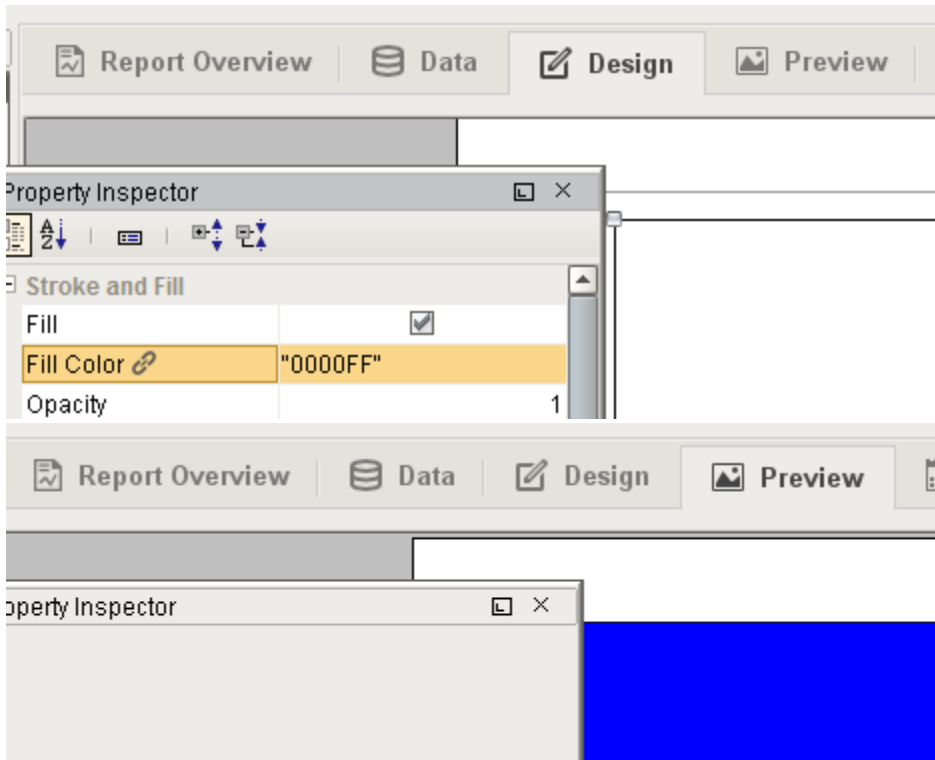 Report Overview Data Design Preview
Property Inspector
Stroke and Fill
Fill
Fill Color "0000FF"
Opacity 1
Report Overview Data Design Preview
operty Inspector